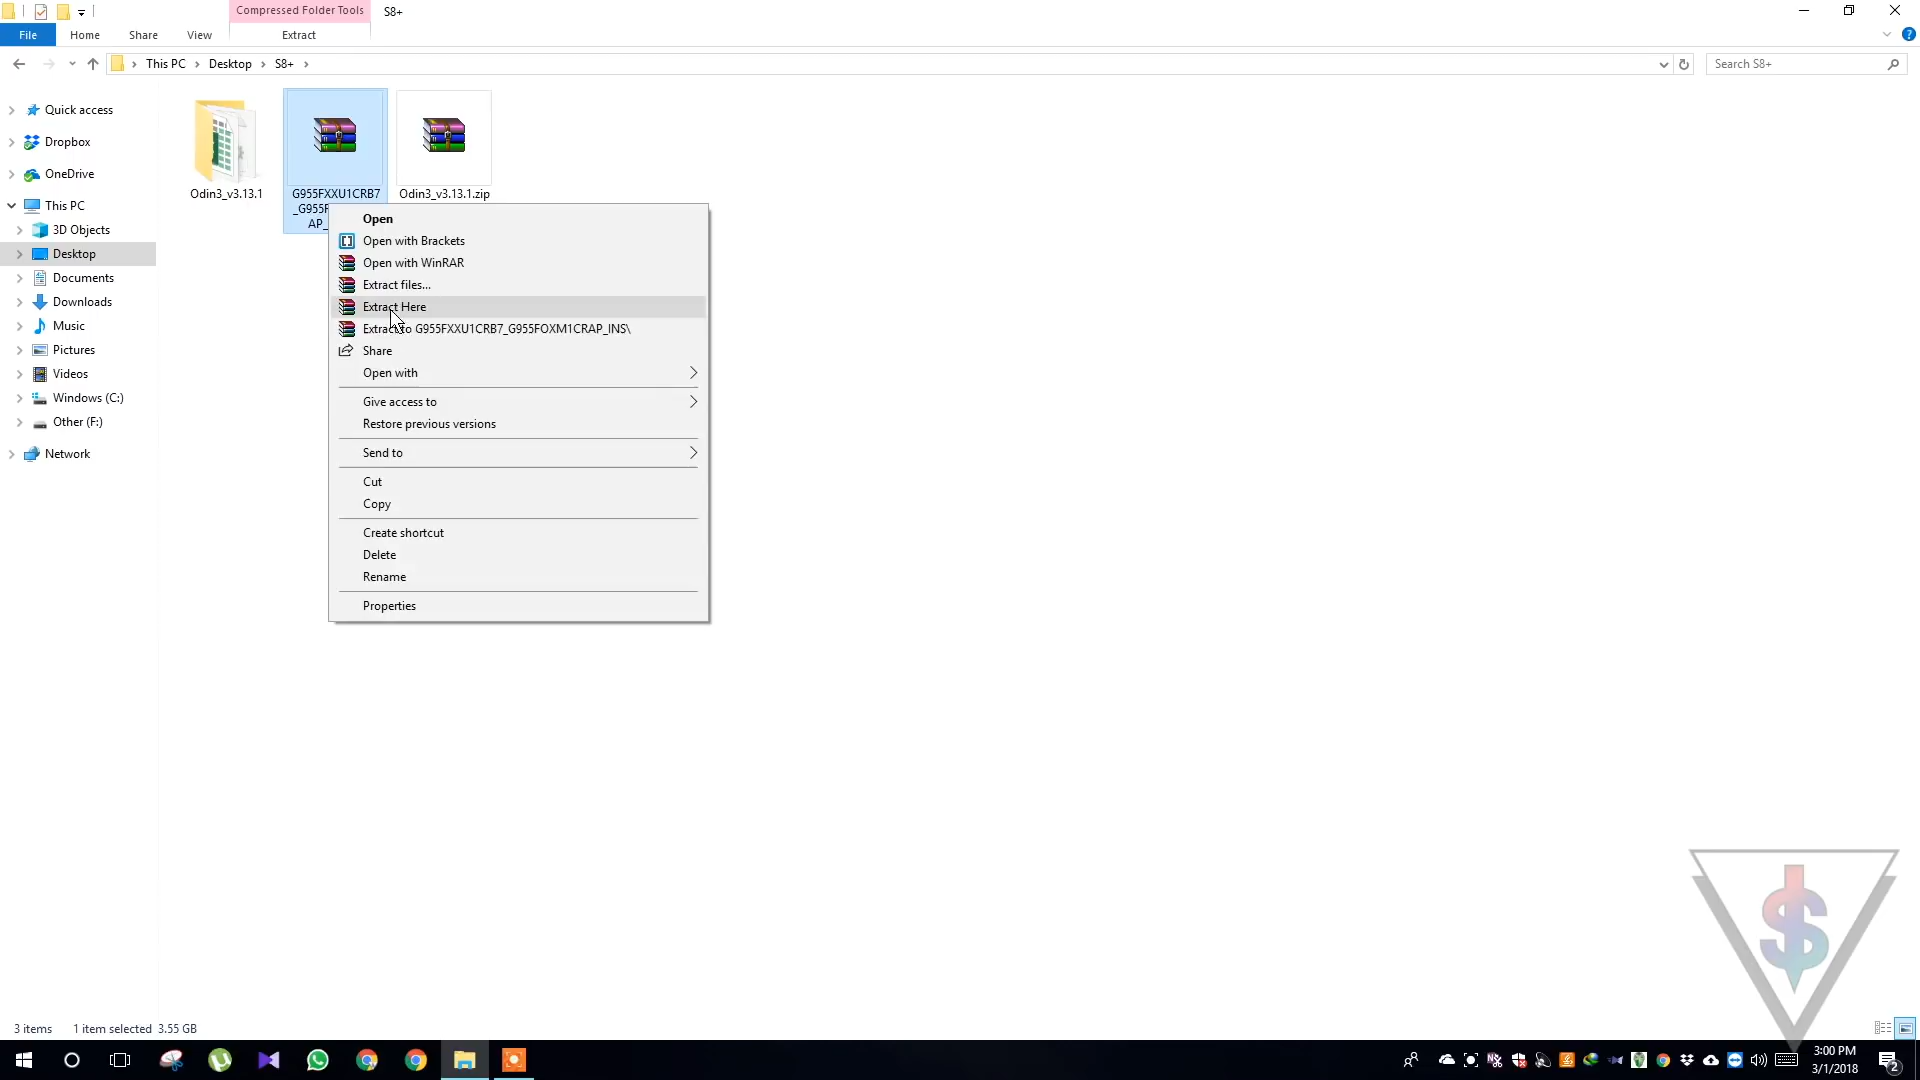 Compressed Folder Tools
S8+
File
Home
Share
View
Extract
This PC
Desktop
S8+
Search S8+
Quick access
Dropbox
OneDrive
This PC
3D Objects
Desktop
Documents
Downloads
Music
Pictures
Videos
Windows (C:)
Other (F:)
Network
Odin3_v3.13.1
G955FXXU1CRB7
_G955F
AP_
Odin3_v3.13.1.zip
Open
Open with Brackets
Open with WinRAR
Extract files...
Extract Here
Extract to G955FXXU1CRB7_G955FOXM1CRAP_INS\
Share
Open with
Give access to
Restore previous versions
Send to
Cut
Copy
Create shortcut
Delete
Rename
Properties
3 items
1 item selected 3.55 GB
3:00 PM
3/1/2018
2